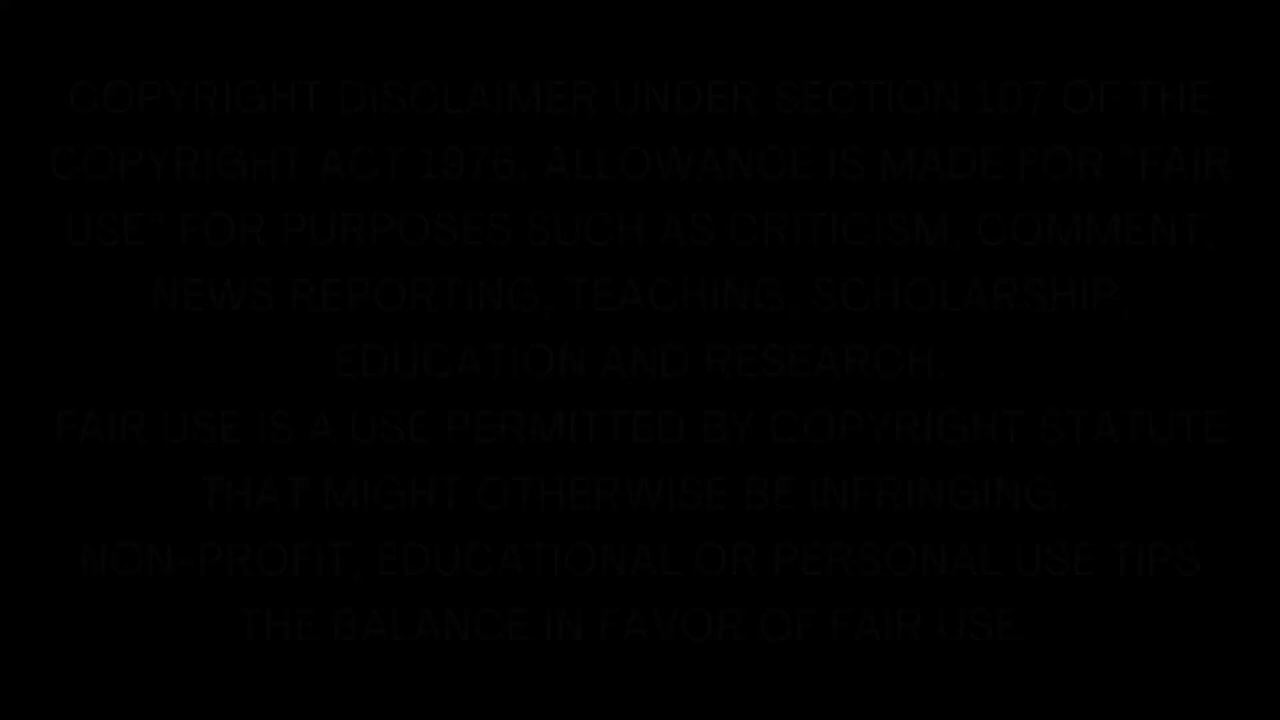 COPYRIGHT DISCLAIMER UNDER SECTION 107 OF THE
COPYRIGHT ACT 1976. ALLOWANCE IS MADE FOR "FAIR
USE" FOR PURPOSES SUCH AS CRITICISM, COMMENT,
NEWS REPORTING, TEACHING, SCHOLARSHIP,
EDUCATION AND RESEARCH.
FAIR USE IS A USE PERMITTED BY COPYRIGHT STATUTE
THAT MIGHT OTHERWISE BE INFRINGING.
NON-PROFIT, EDUCATIONAL OR PERSONAL USE TIPS
THE BALANCE IN FAVOR OF FAIR USE.